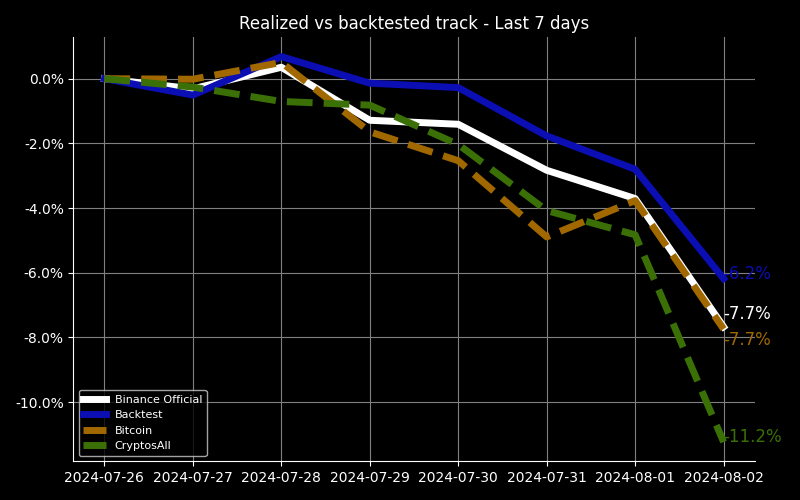 Realized vs backtested track - Last 7 days
0.0%
-2.0%
-4.0%
-6.0%
-8.0%
-10.0%
-6.2%
-7.7%
-7.7%
-11.2%
Binance Official
Backtest
Bitcoin
CryptosAll
2024-07-26 2024-07-27 2024-07-28 2024-07-29 2024-07-30 2024-07-31 2024-08-01 2024-08-02